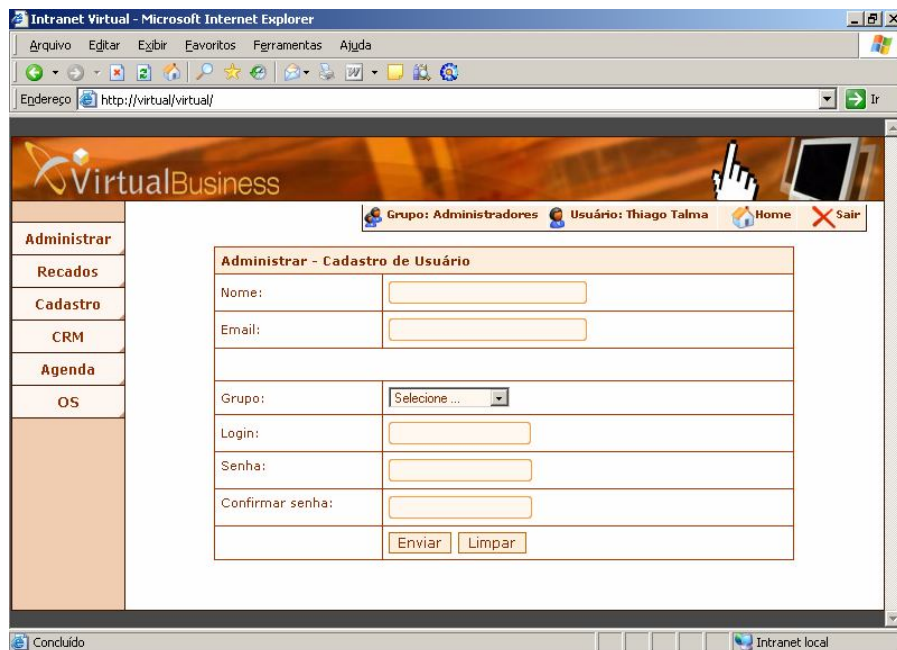 Intranet Virtual - Microsoft Internet Explorer
Arquivo Editar Exibir Favoritos Ferramentas Ajuda
Endereço http://virtual/virtual/ Ir
VirtualBusiness
Grupo: Administradores Usuário: Thiago Talma Home Sair
Administrar
Recados
Cadastro
CRM
Agenda
OS
Administrar - Cadastro de Usuário
Nome:
Email:
Grupo: Selecione ...
Login:
Senha:
Confirmar senha:
Enviar Limpar
Concluído Intranet local